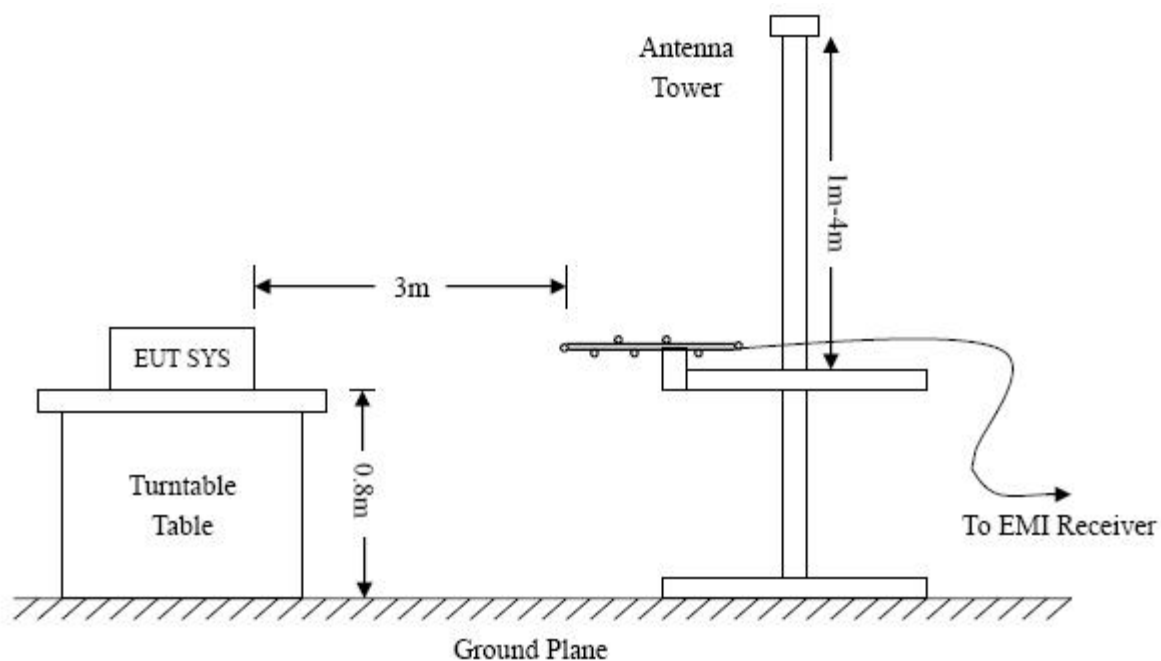 Antenna
Tower
1m-4m
3m
EUT SYS
0.8m
Turntable
Table
To EMI Receiver
Ground Plane